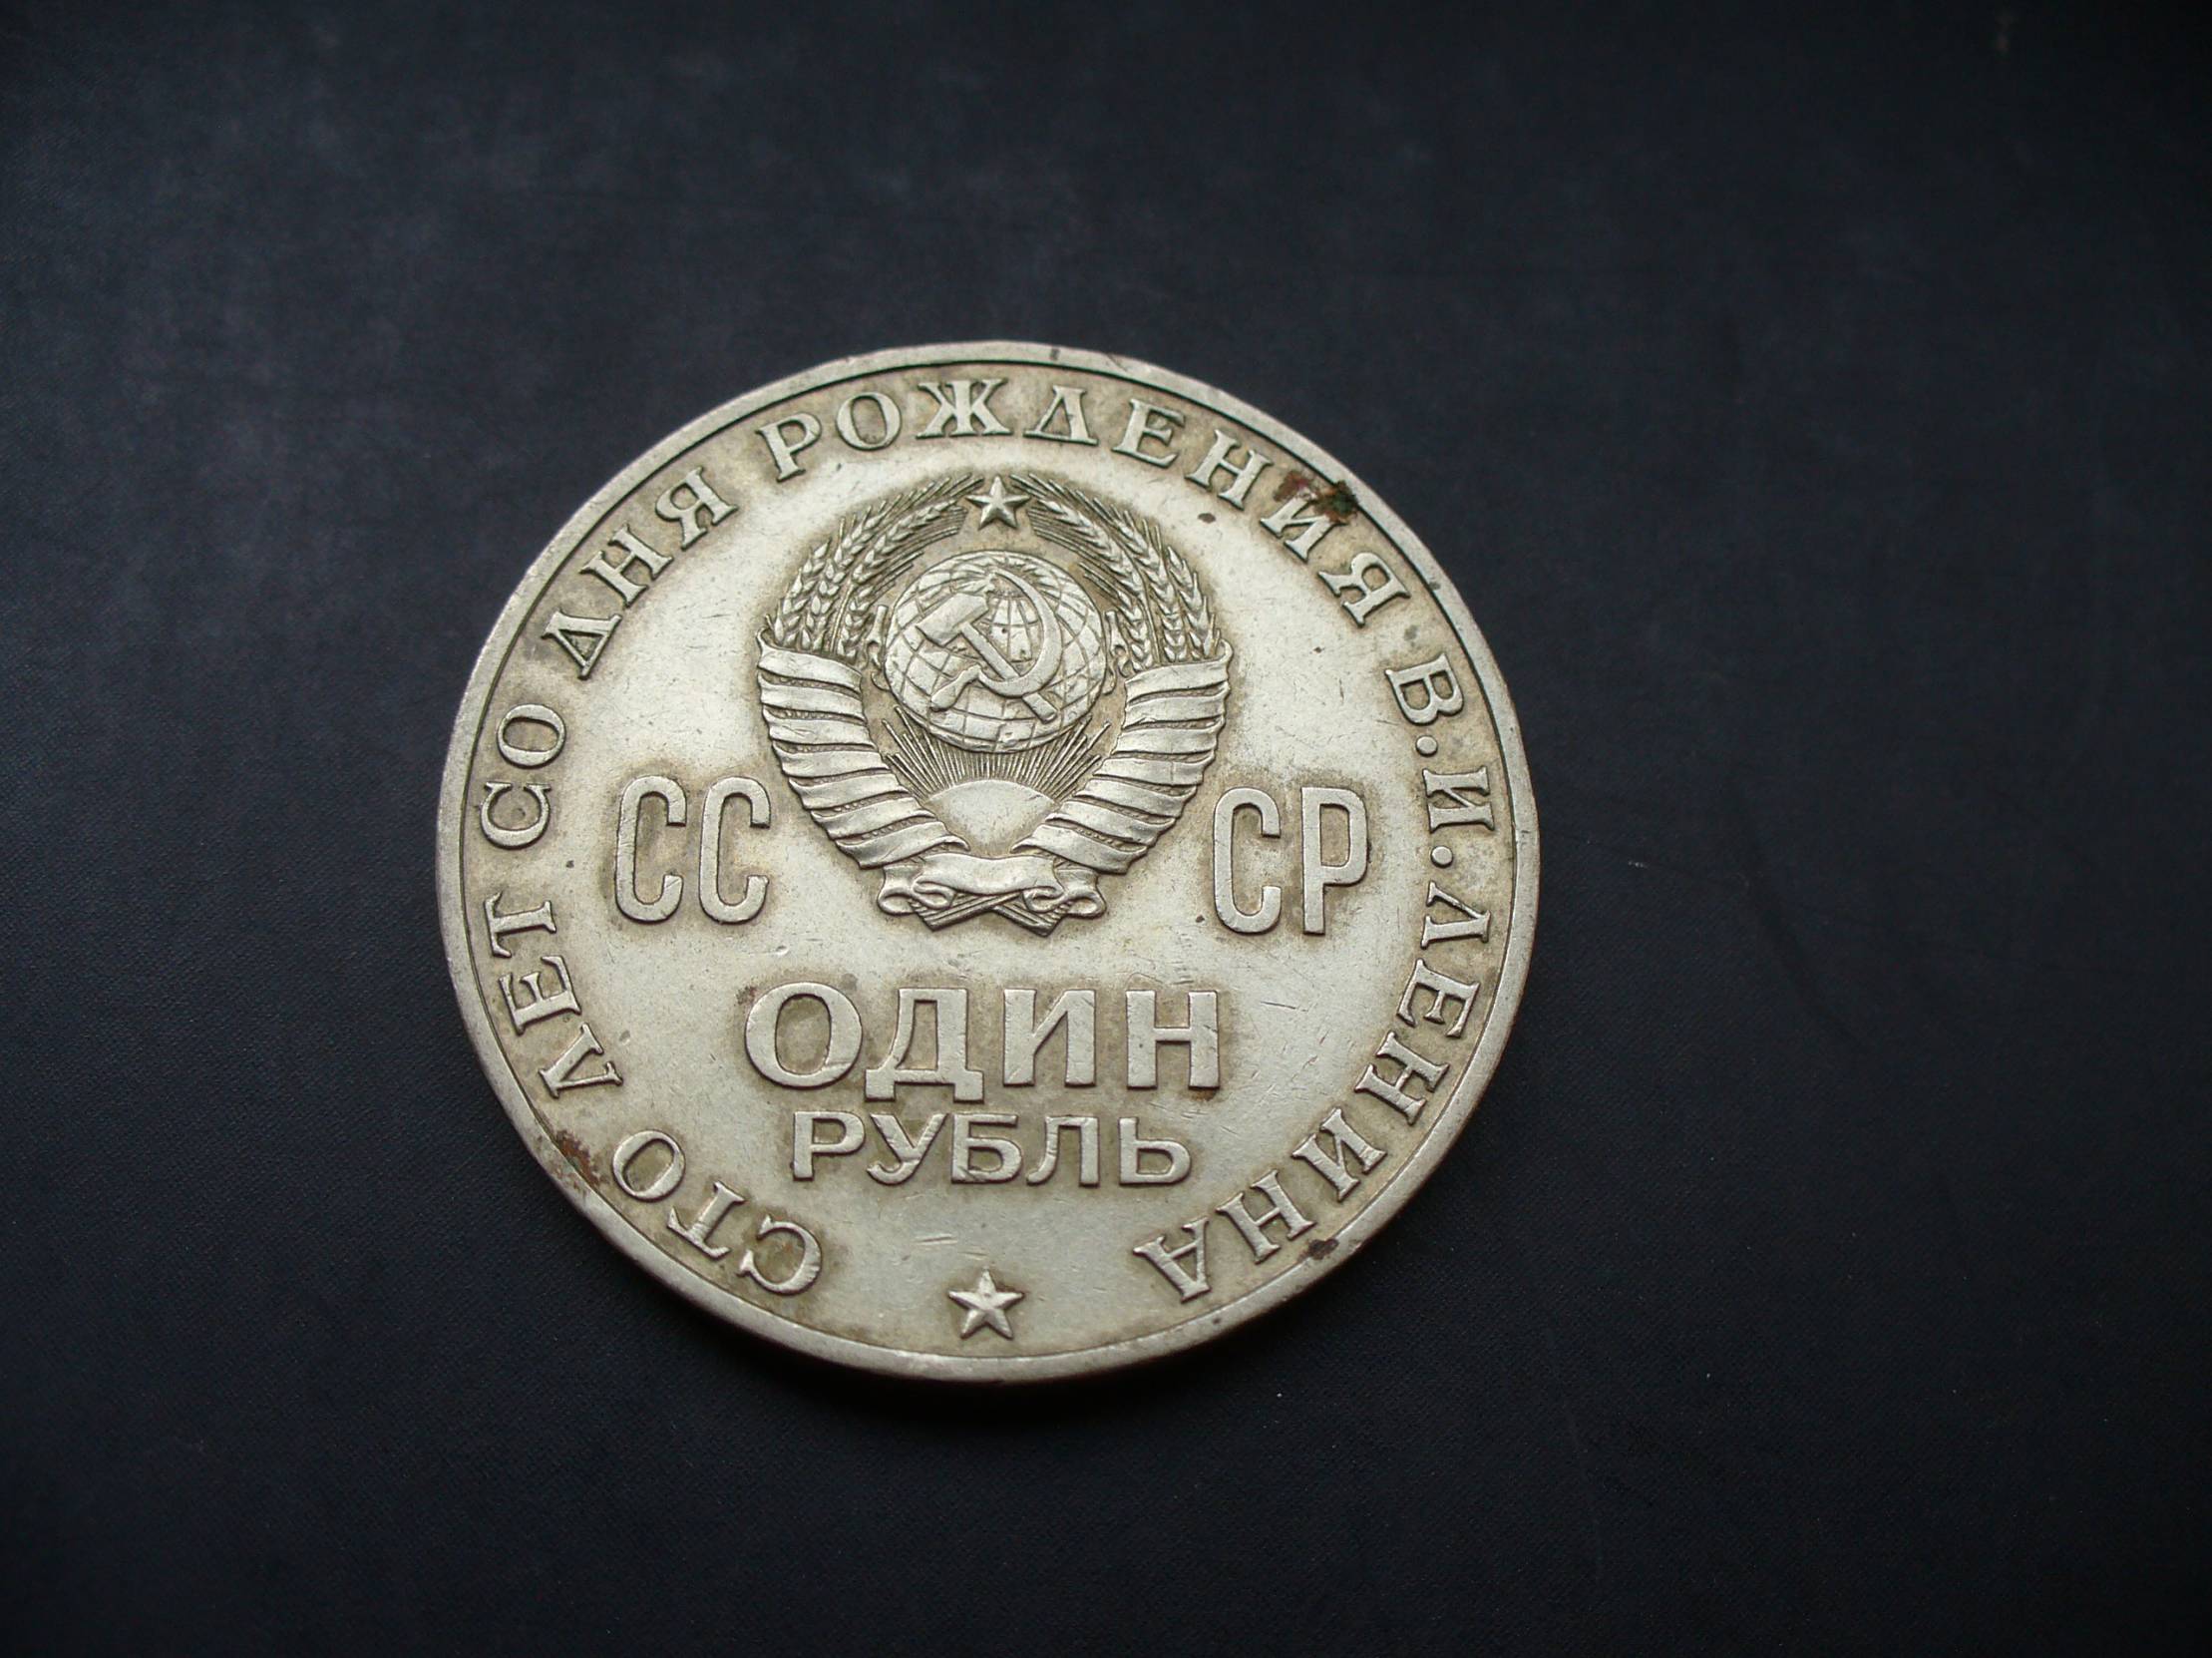 СТО ЛЕТ СО ДНЯ РОЖДЕНИЯ В.И.ЛЕНИНА
СС СР
ОДИН
РУБЛЬ